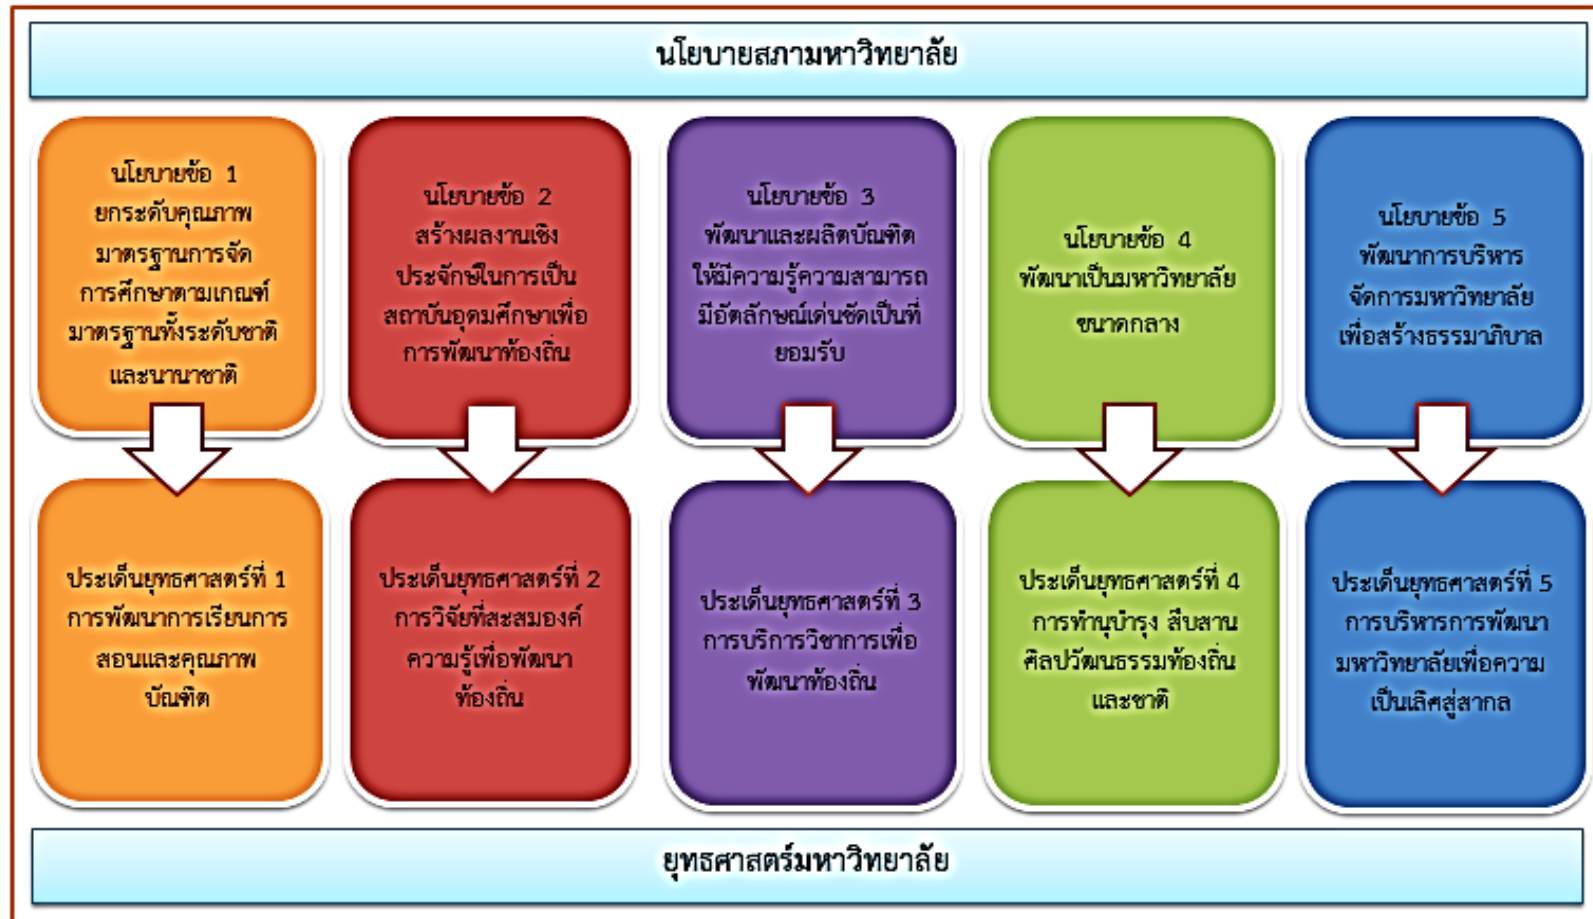 นโยบายสภามหาวิทยาลัย
นโยบายข้อ 1
ยกระดับคุณภาพ
มาตรฐานการจัด
การศึกษาตามเกณฑ์
มาตรฐานทั้งระดับชาติ
และนานาชาติ
นโยบายข้อ 2
สร้างผลงานเชิง
ประจักษ์ในการเป็น
สถาบันอุดมศึกษาเพื่อ
การพัฒนาท้องถิ่น
นโยบายข้อ 3
พัฒนาและผลิตบัณฑิต
ให้มีความรู้ความสามารถ
มีอัตลักษณ์เด่นชัดเป็นที่
ยอมรับ
นโยบายข้อ 4
พัฒนาเป็นมหาวิทยาลัย
ขนาดกลาง
นโยบายข้อ 5
พัฒนาการบริหาร
จัดการมหาวิทยาลัย
เพื่อสร้างธรรมาภิบาล
ประเด็นยุทธศาสตร์ที่ 1
การพัฒนาการเรียนการ
สอนและคุณภาพ
บัณฑิต
ประเด็นยุทธศาสตร์ที่ 2
การวิจัยที่สะสมองค์
ความรู้เพื่อพัฒนา
ท้องถิ่น
ประเด็นยุทธศาสตร์ที่ 3
การบริการวิชาการเพื่อ
พัฒนาท้องถิ่น
ประเด็นยุทธศาสตร์ที่ 4
การทำนุบำรุง สืบสาน
ศิลปวัฒนธรรมท้องถิ่น
และชาติ
ประเด็นยุทธศาสตร์ที่ 5
การบริหารการพัฒนา
มหาวิทยาลัยเพื่อความ
เป็นเลิศสู่สากล
ยุทธศาสตร์มหาวิทยาลัย